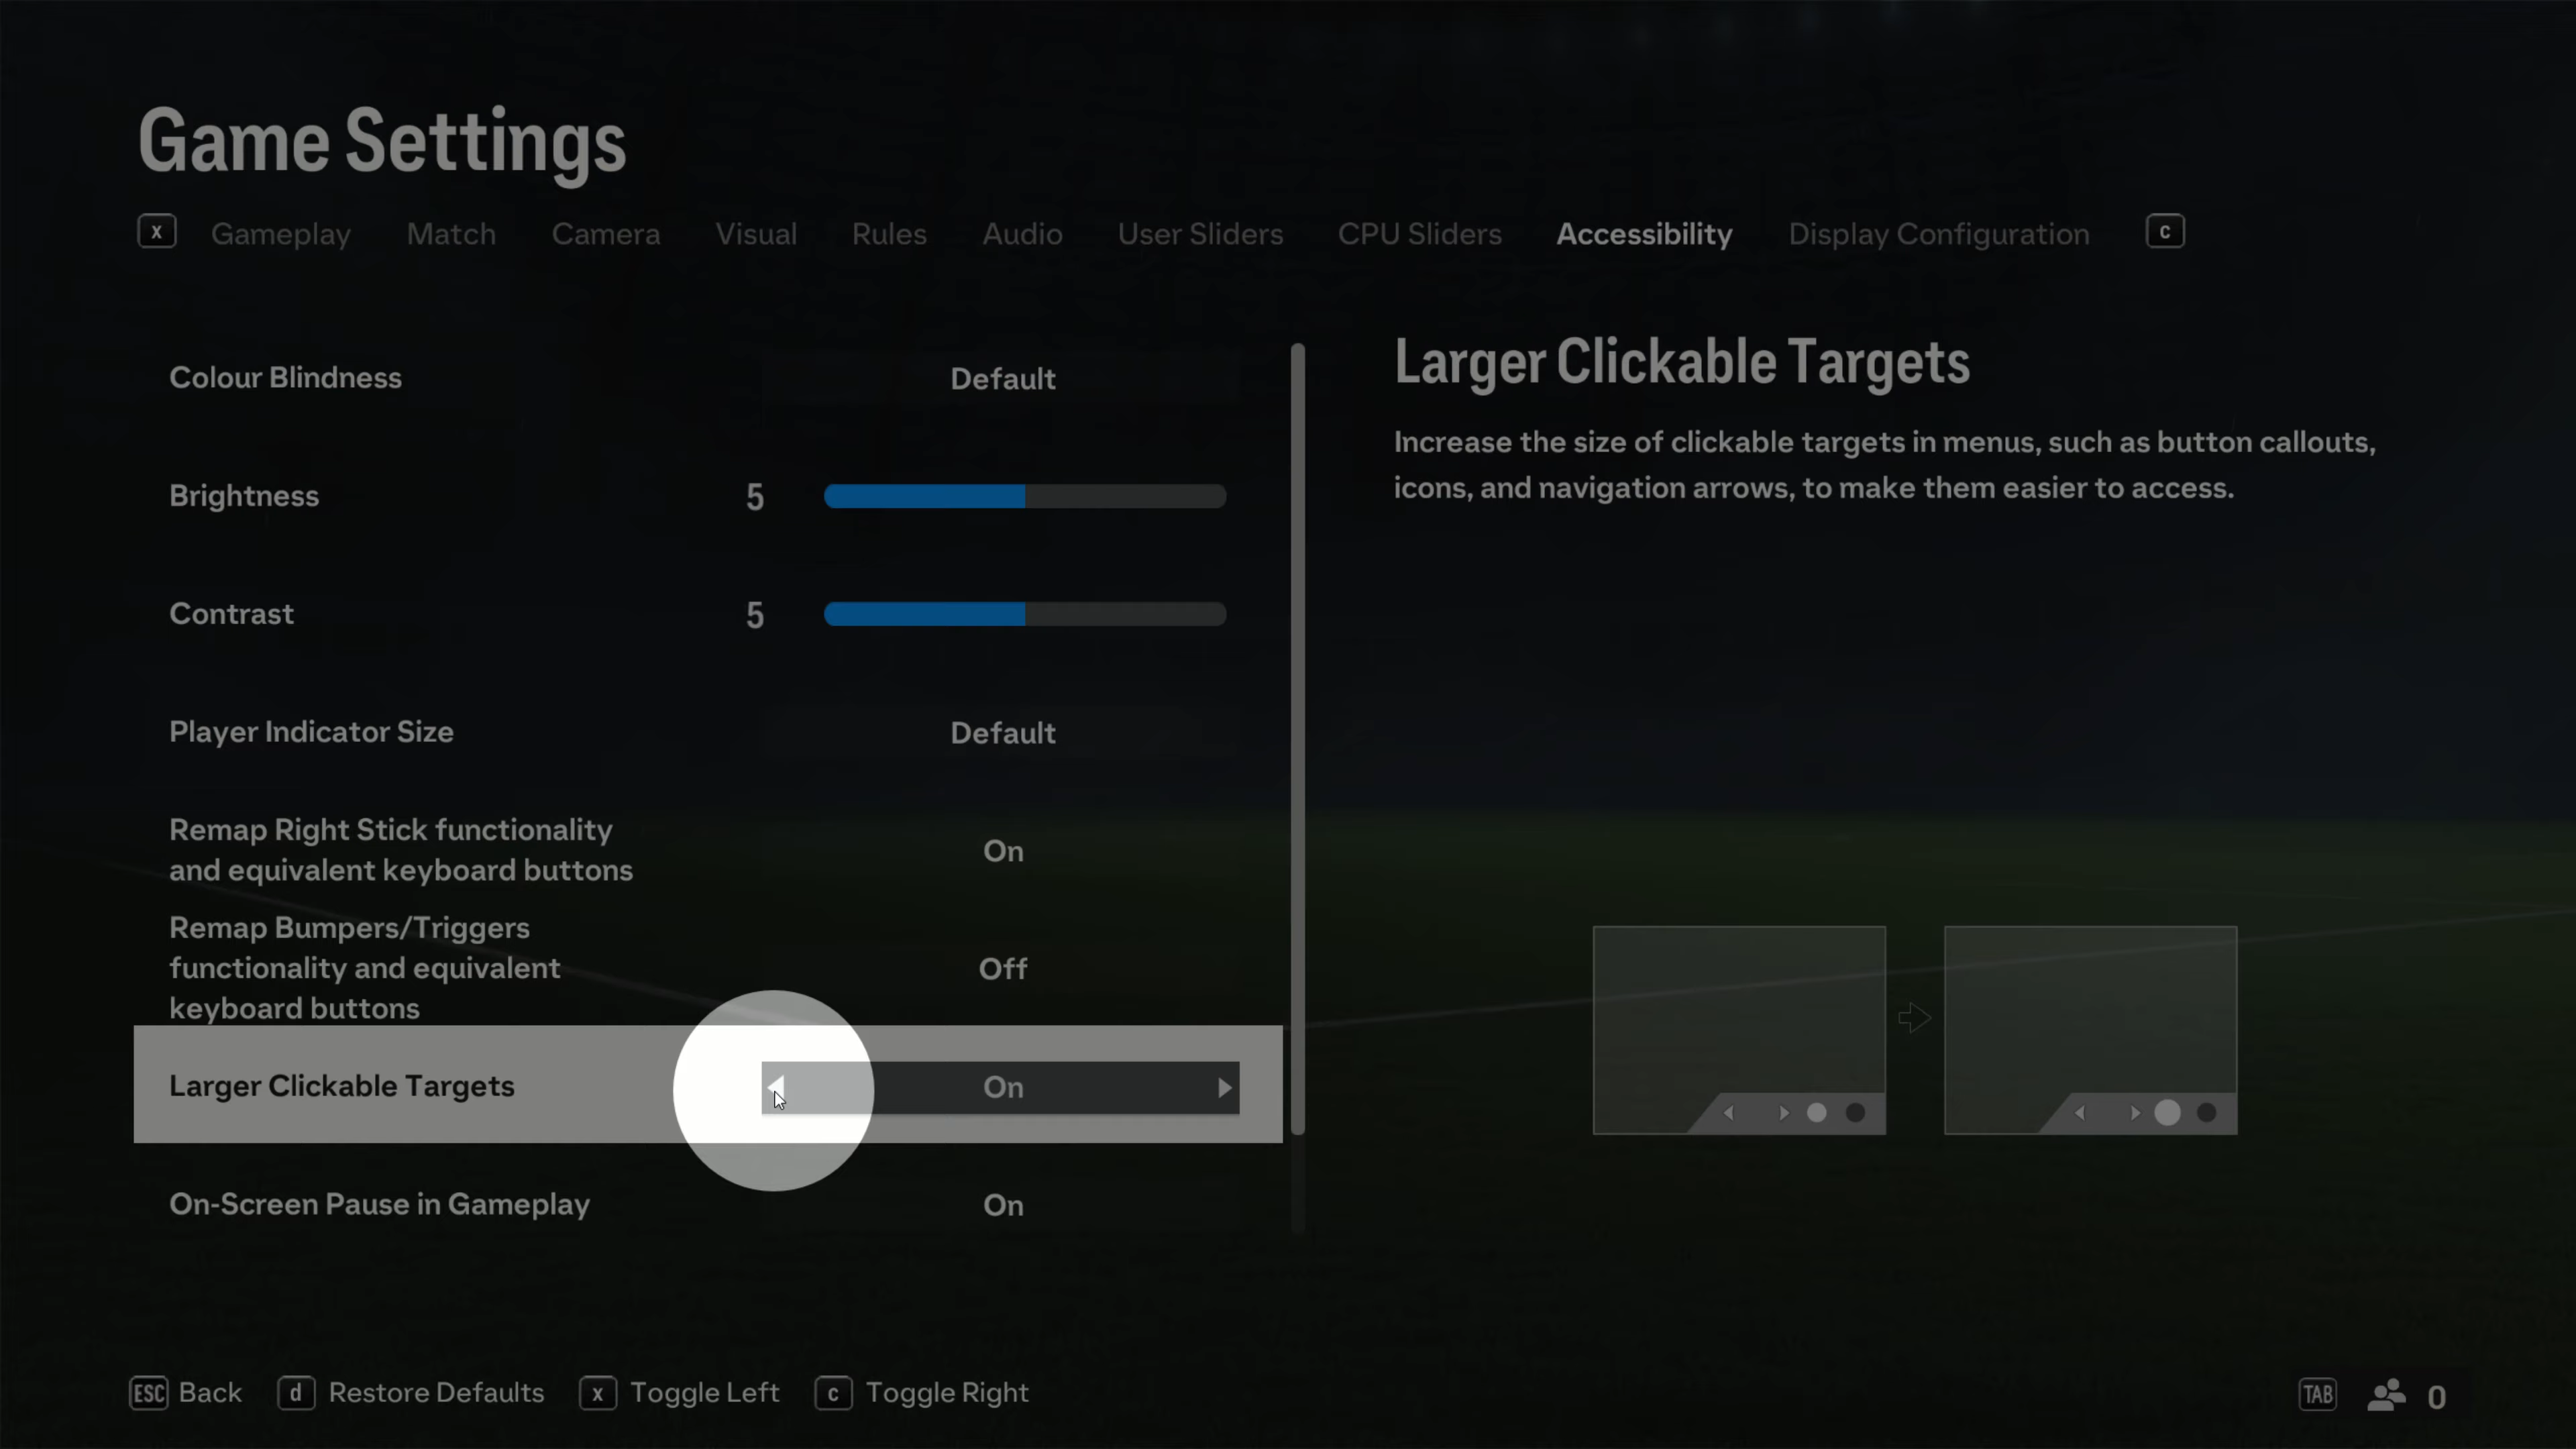 Game Settings
X Gameplay Match Camera Visual Rules Audio User Sliders CPU Sliders Accessibility Display Configuration C
Colour Blindness Default
Brightness 5
Contrast 5
Player Indicator Size Default
Remap Right Stick functionality
and equivalent keyboard buttons
On
Remap Bumpers/Triggers
functionality and equivalent
keyboard buttons
Off
Larger Clickable Targets On
On-Screen Pause in Gameplay On
Larger Clickable Targets
Increase the size of clickable targets in menus, such as button callouts,
icons, and navigation arrows, to make them easier to access.
ESC Back d Restore Defaults x Toggle Left c Toggle Right TAB 0